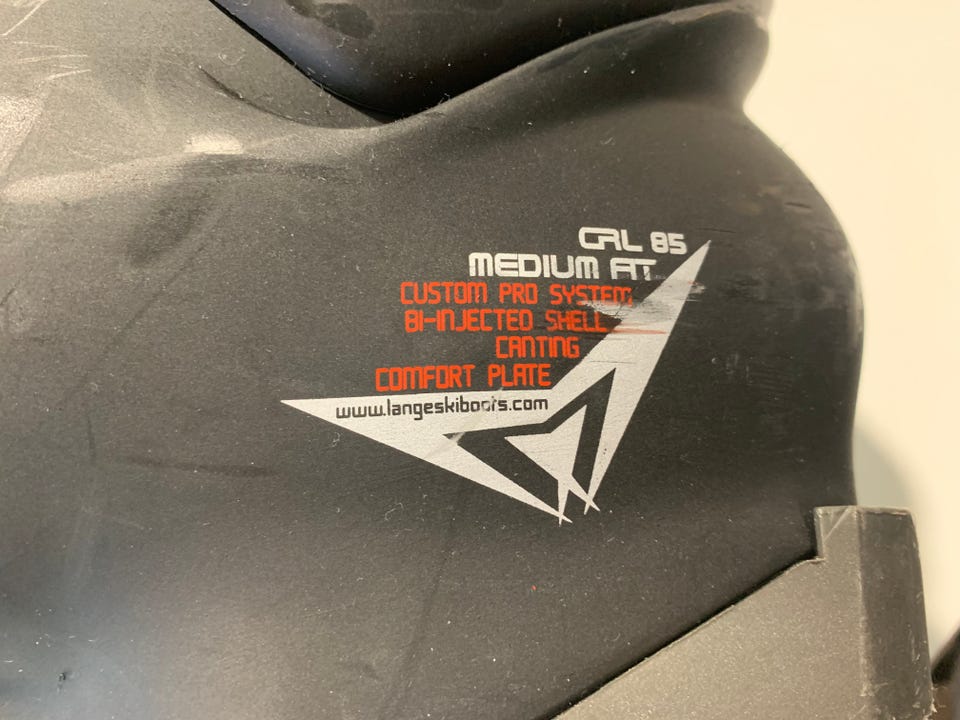 CRL 85
MEDIUM FIT
CUSTOM PRO SYSTEM
BI-INJECTED SHELL
CANTING
COMFORT PLATE
www.langeskiboots.com